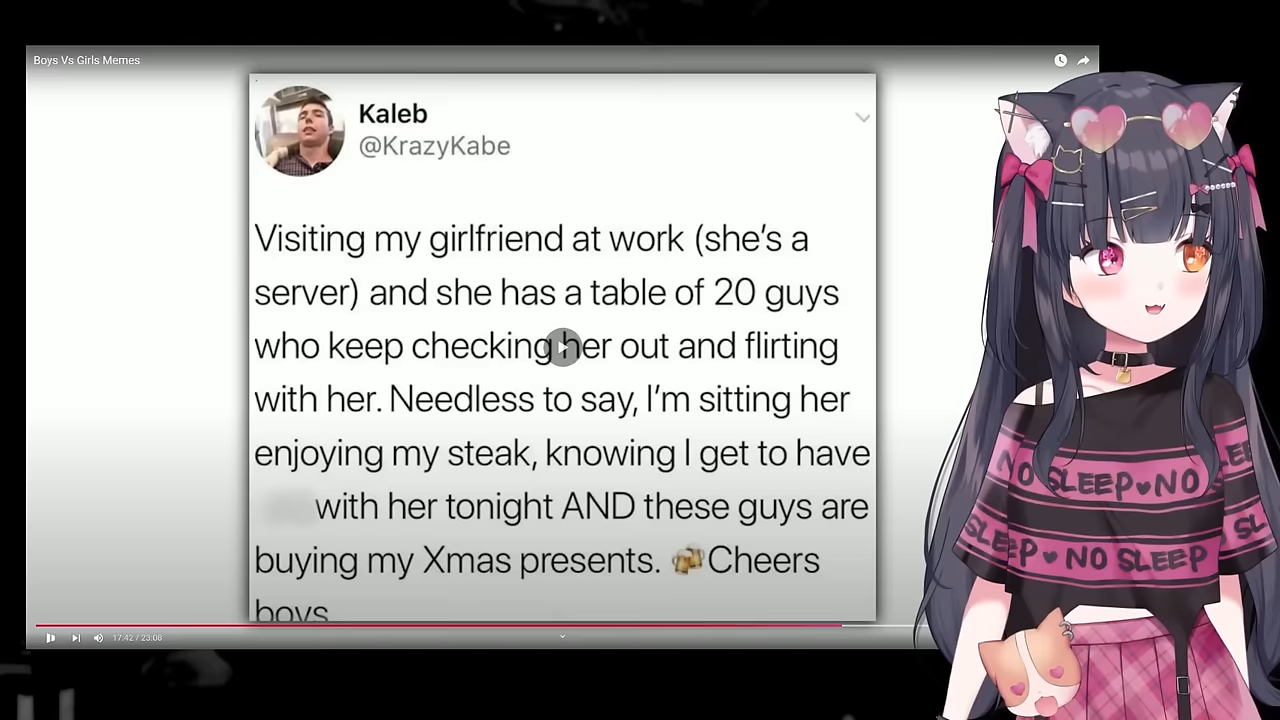 Boys Vs Girls Memes
Kaleb
@KrazyKabe
Visiting my girlfriend at work (she's a
server) and she has a table of 20 guys
who keep checking her out and flirting
with her. Needless to say, I'm sitting her
enjoying my steak, knowing I get to have
with her tonight AND these guys are
buying my Xmas presents. 🍻Cheers
boys
17:42 / 23:08
NO SLEEP♥NO
SLEEP ♥ NO SLEEP